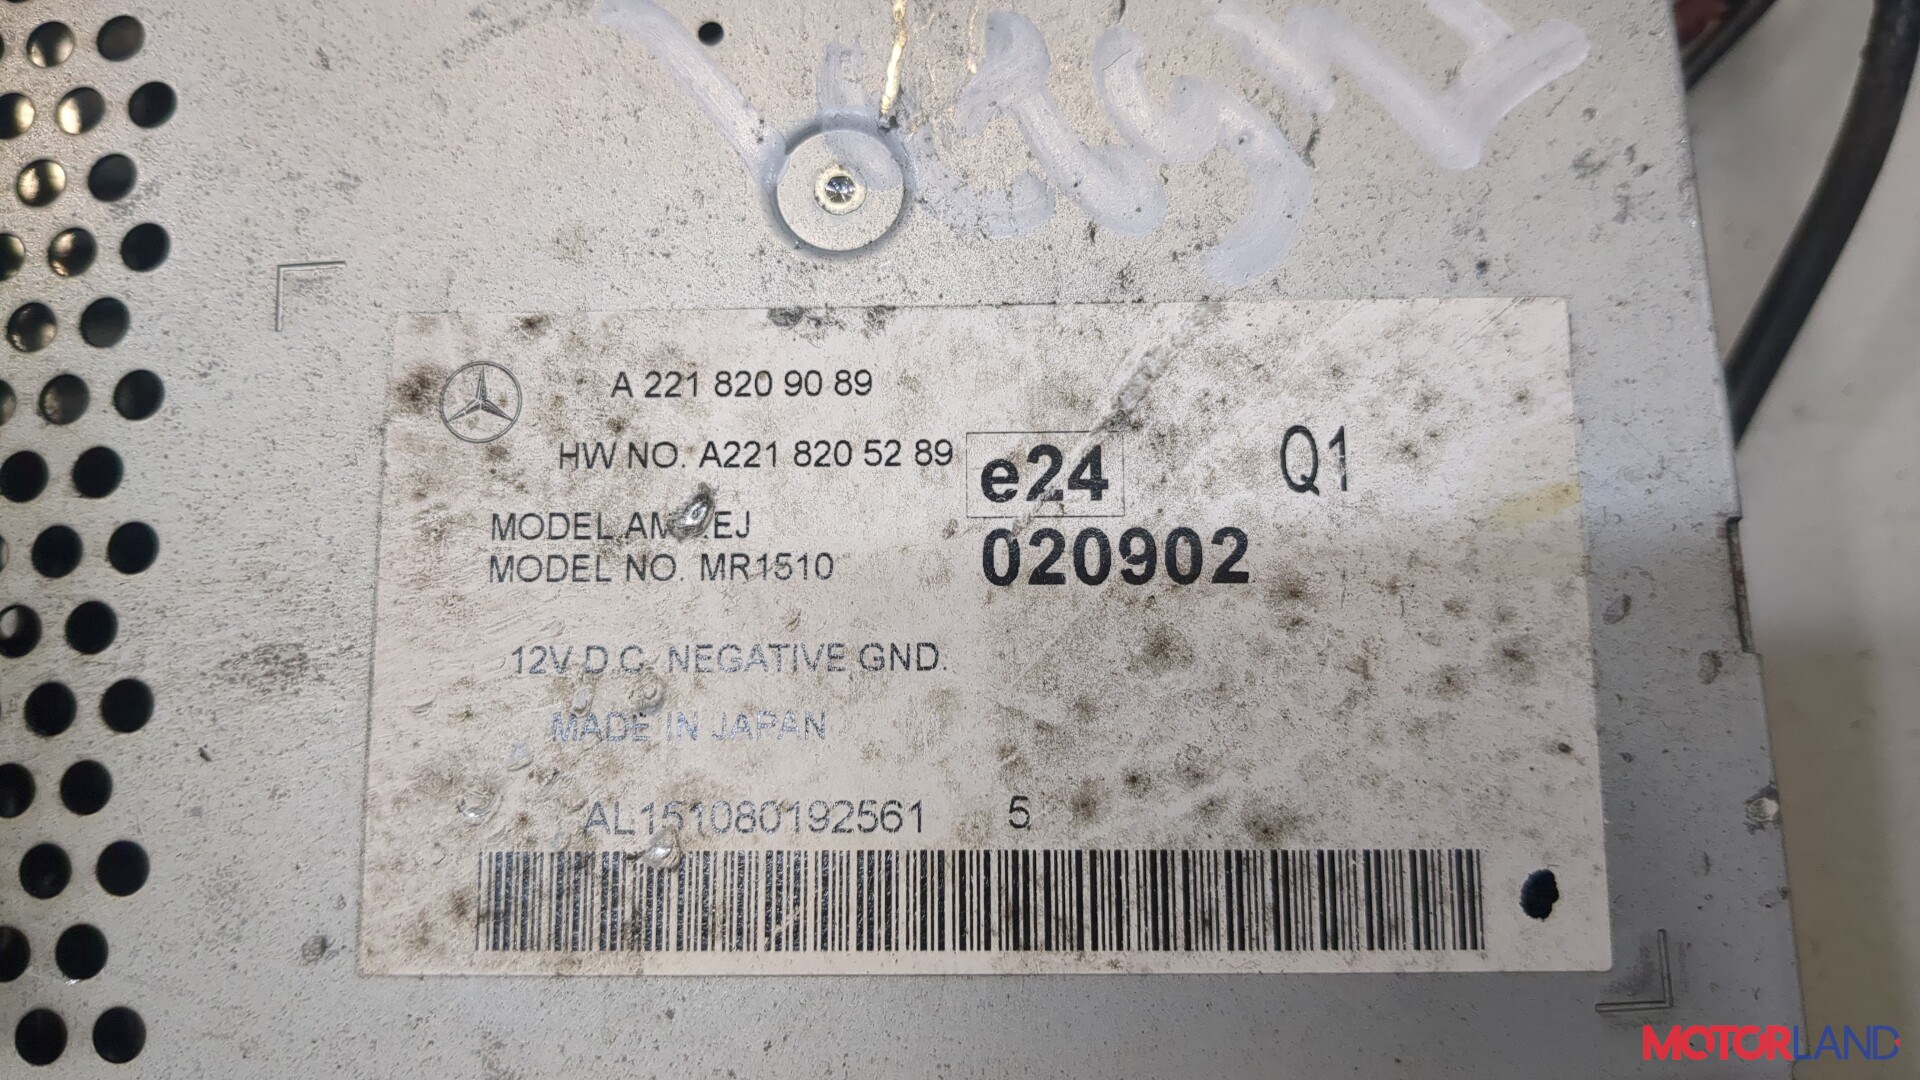 A 221 820 90 89
HW NO. A221 820 52 89
e24
Q1
MODEL
MODEL NO. MR1510
020902
12V D.C. NEGATIVE GND.
MADE IN JAPAN
AL151080192561 5
MOTORLAND